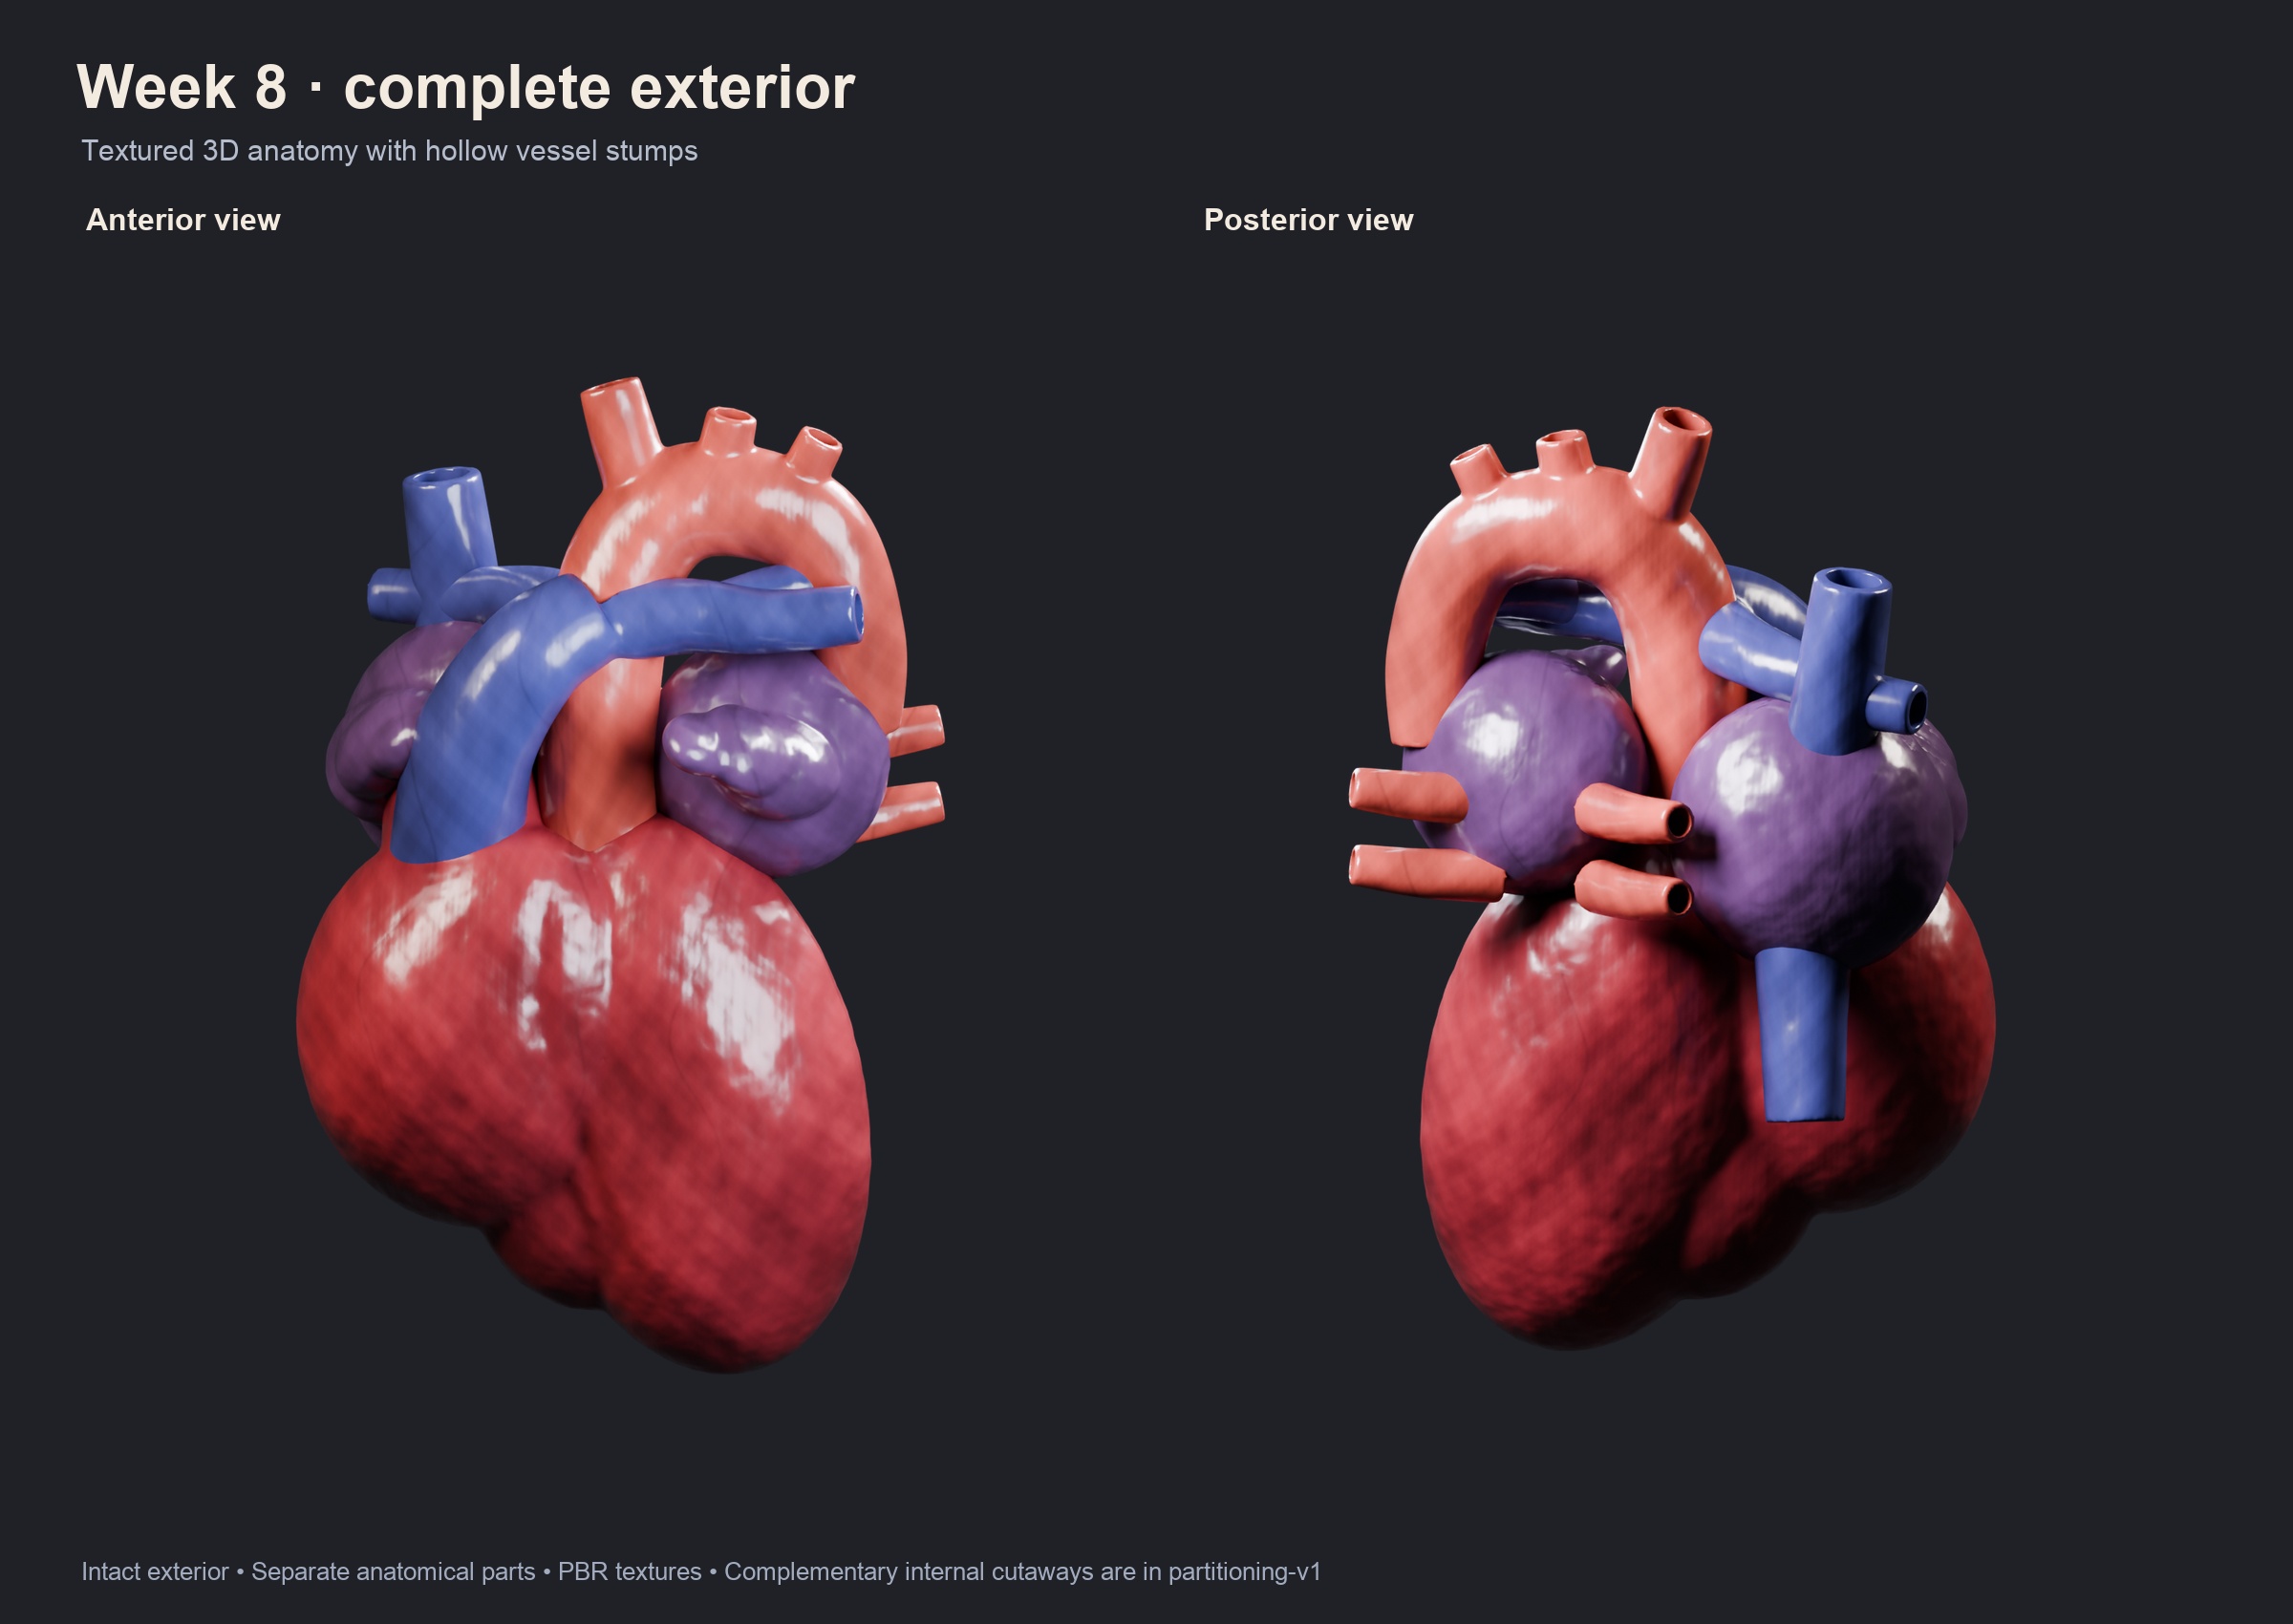 Week 8 · complete exterior
Textured 3D anatomy with hollow vessel stumps
Anterior view
Posterior view
Intact exterior • Separate anatomical parts • PBR textures • Complementary internal cutaways are in partitioning-v1